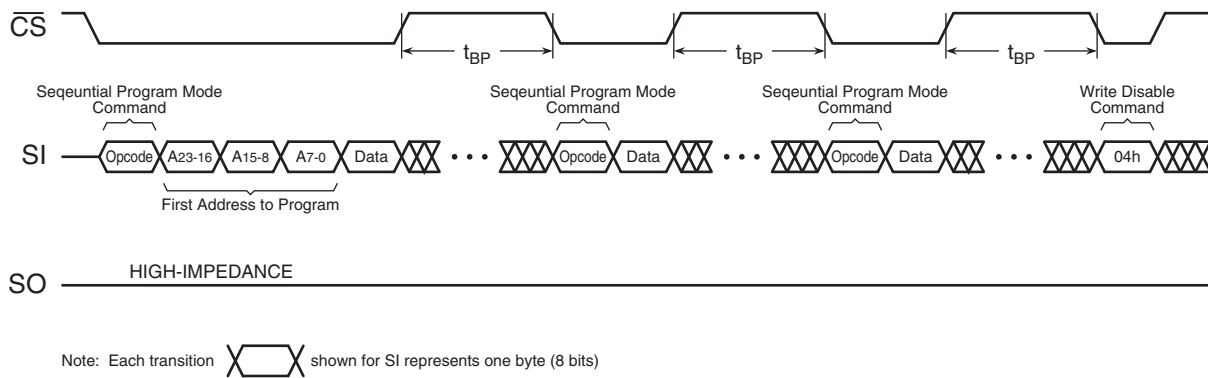 CS
tBP tBP tBP
Seqeuntial Program Mode Command Seqeuntial Program Mode Command Seqeuntial Program Mode Command Write Disable Command
SI Opcode A23-16 A15-8 A7-0 Data • • • Opcode Data • • • Opcode Data • • • 04h
First Address to Program
HIGH-IMPEDANCE
SO
Note: Each transition shown for SI represents one byte (8 bits)